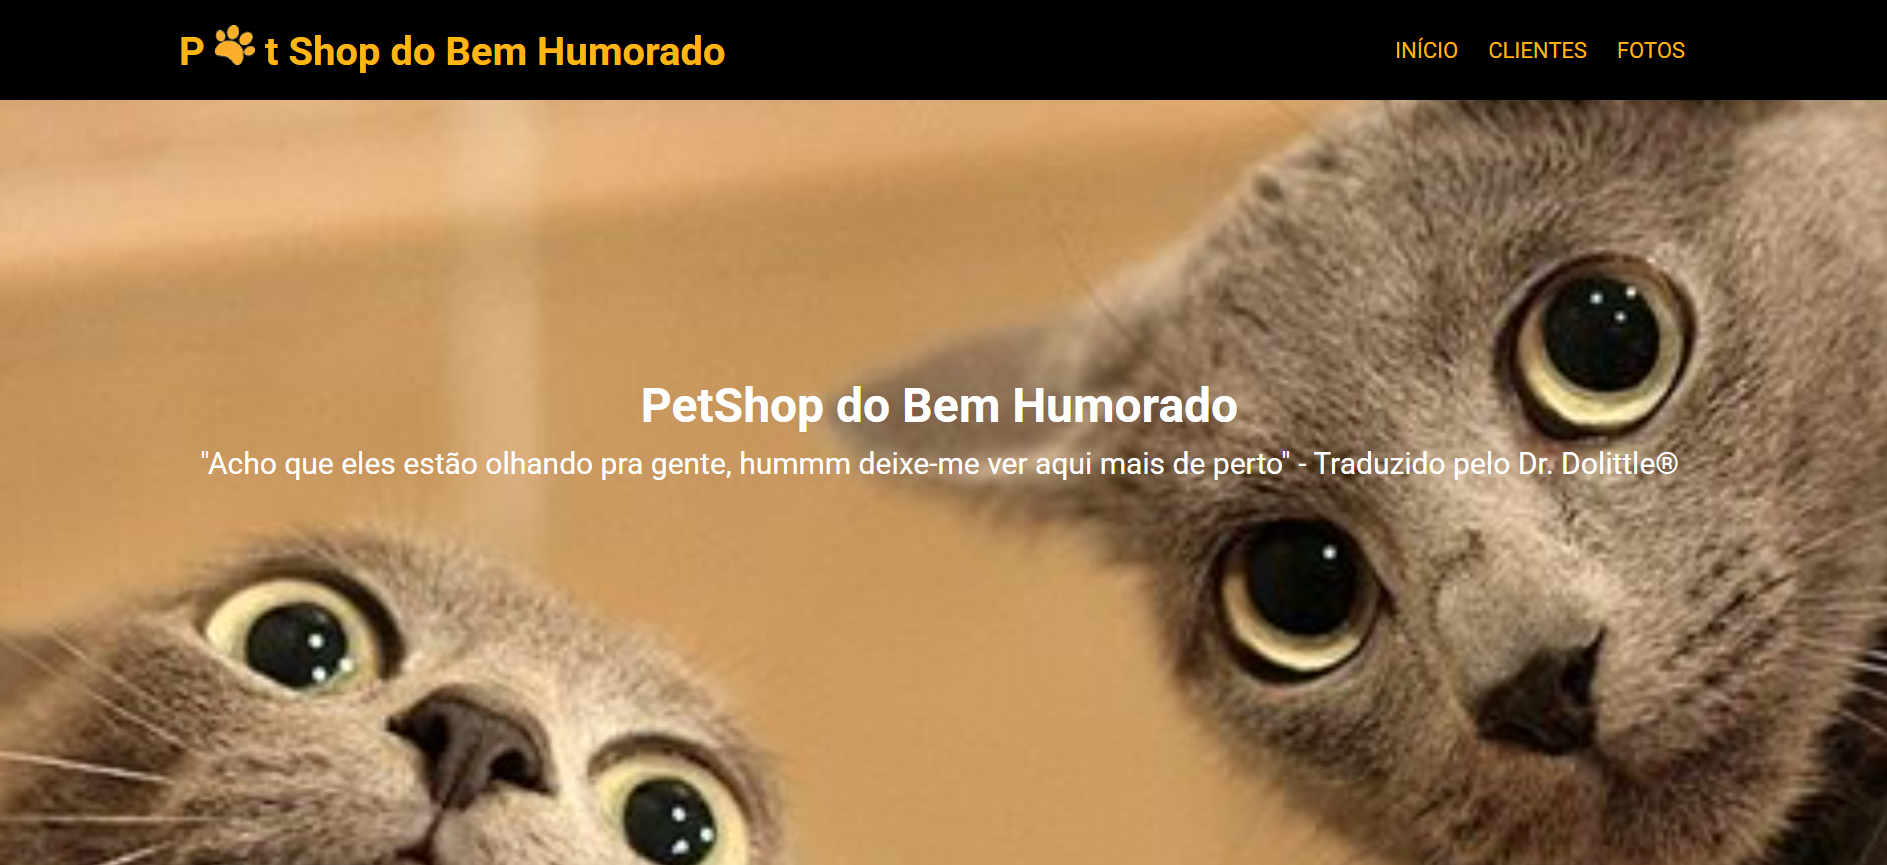 P t Shop do Bem Humorado
INÍCIO CLIENTES FOTOS
PetShop do Bem Humorado
"Acho que eles estão olhando pra gente, hummm deixe-me ver aqui mais de perto" - Traduzido pelo Dr. Dolittle®